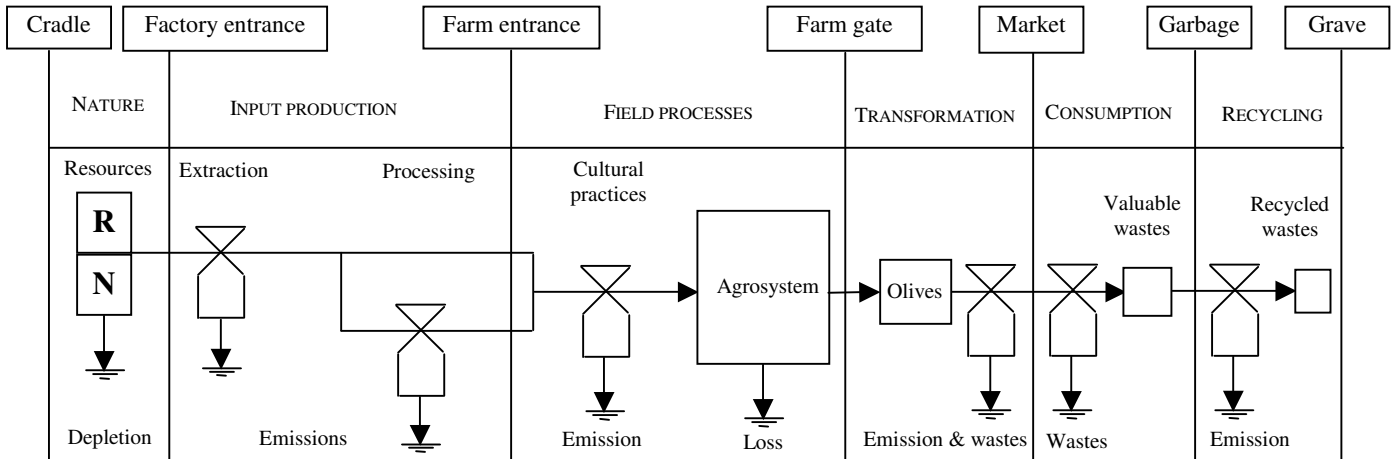 Cradle
Factory entrance
Farm entrance
Farm gate
Market
Garbage
Grave
NATURE
INPUT PRODUCTION
FIELD PROCESSES
TRANSFORMATION
CONSUMPTION
RECYCLING
Resources
Extraction
Processing
Cultural
practices
Valuable
wastes
Recycled
wastes
R
N
Agrosystem
Olives
Depletion
Emissions
Emission
Loss
Emission & wastes
Wastes
Emission